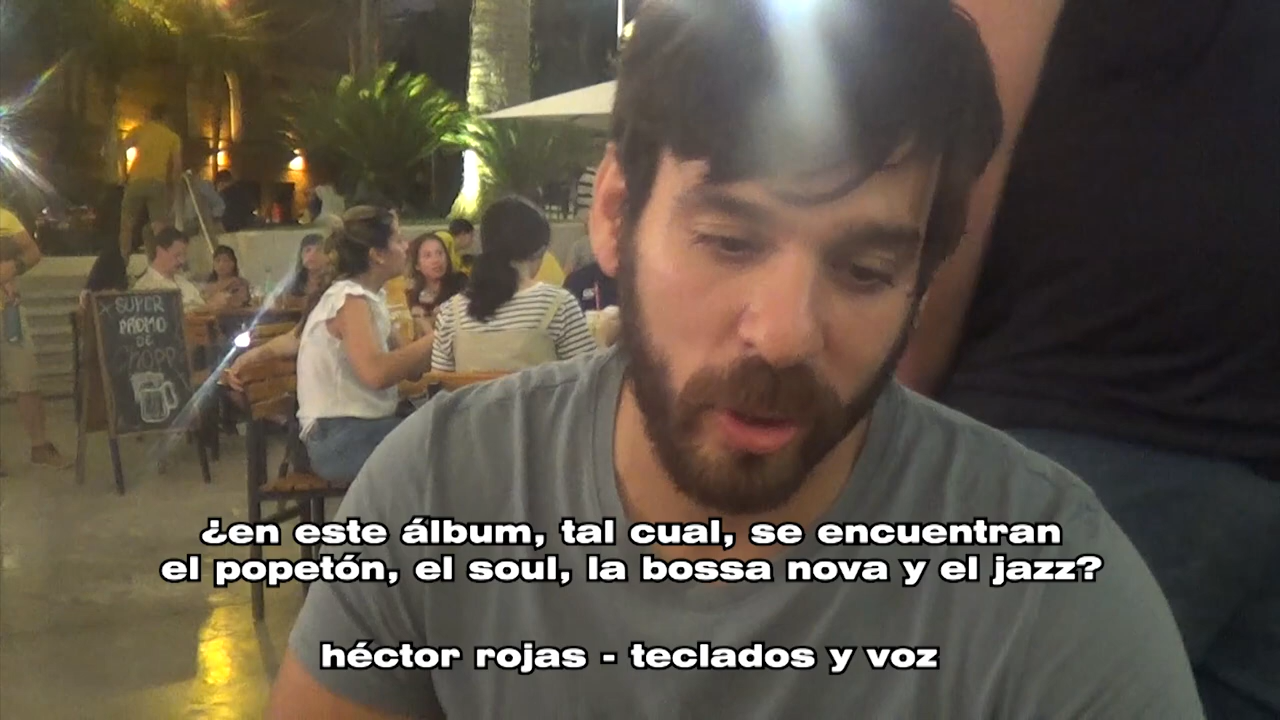 SUPER
PROMO
DE
¿en este álbum, tal cual, se encuentran
el popetón, el soul, la bossa nova y el jazz?
héctor rojas - teclados y voz